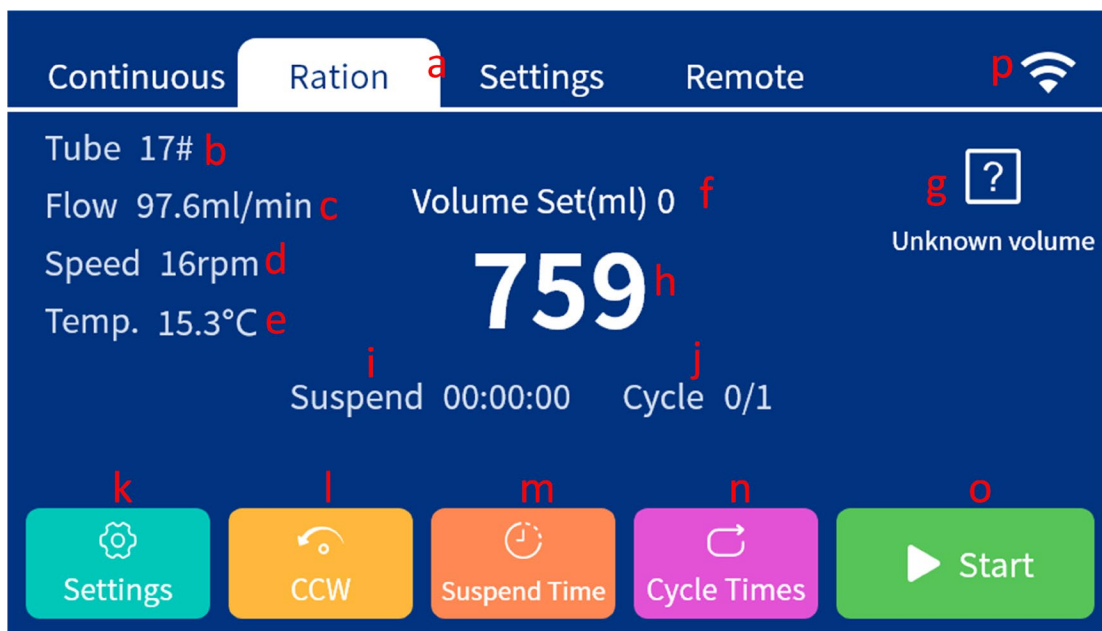 Continuous Ration a Settings Remote p
Tube 17# b
Flow 97.6ml/min c
Speed 16rpm d
Temp. 15.3°C e
Volume Set(ml) 0 f
759 h
g ?
Unknown volume
i j
Suspend 00:00:00 Cycle 0/1
k l m n o
Settings CCW Suspend Time Cycle Times Start